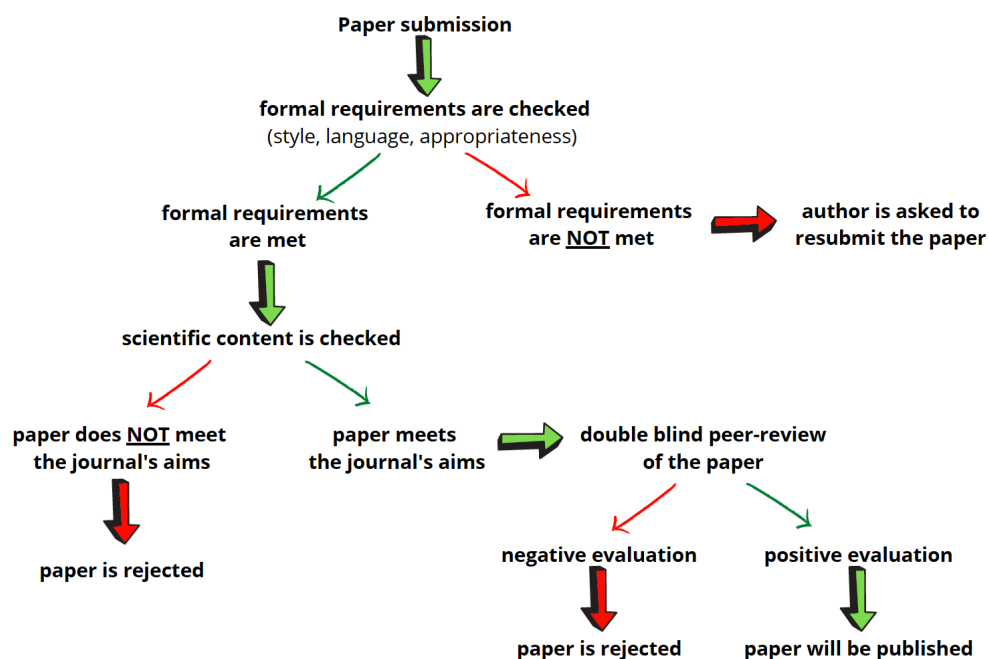 Paper submission
formal requirements are checked
(style, language, appropriateness)
formal requirements
are met
formal requirements
are NOT met
author is asked to
resubmit the paper
scientific content is checked
paper does NOT meet
the journal's aims
paper meets
the journal's aims
double blind peer-review
of the paper
paper is rejected
negative evaluation
positive evaluation
paper is rejected
paper will be published